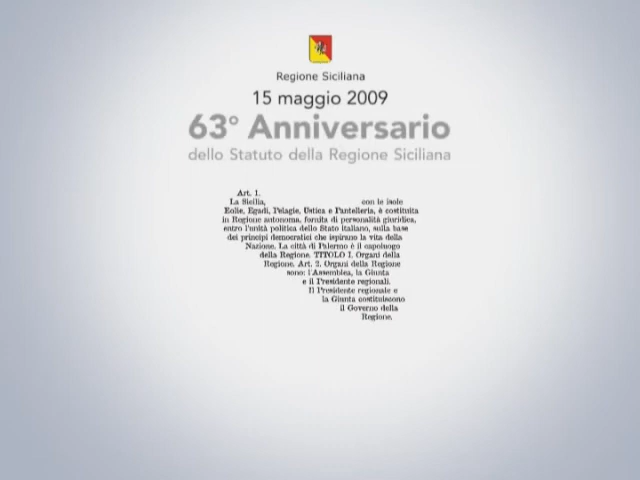 Regione Siciliana
15 maggio 2009
63° Anniversario
dello Statuto della Regione Siciliana
Art. 1.
La Sicilia, con le isole
Eolie, Egadi, Pelagie, Ustica e Pantelleria, è costituita
in Regione autonoma, fornita di personalità giuridica,
entro l'unità politica dello Stato italiano, sulla base
dei principi democratici che ispirano la vita della
Nazione. La città di Palermo è il capoluogo
della Regione. TITOLO I. Organi della
Regione. Art. 2. Organi della Regione
sono: l'Assemblea, la Giunta
e il Presidente regionali.
Il Presidente regionale e
la Giunta costituiscono
il Governo della
Regione.